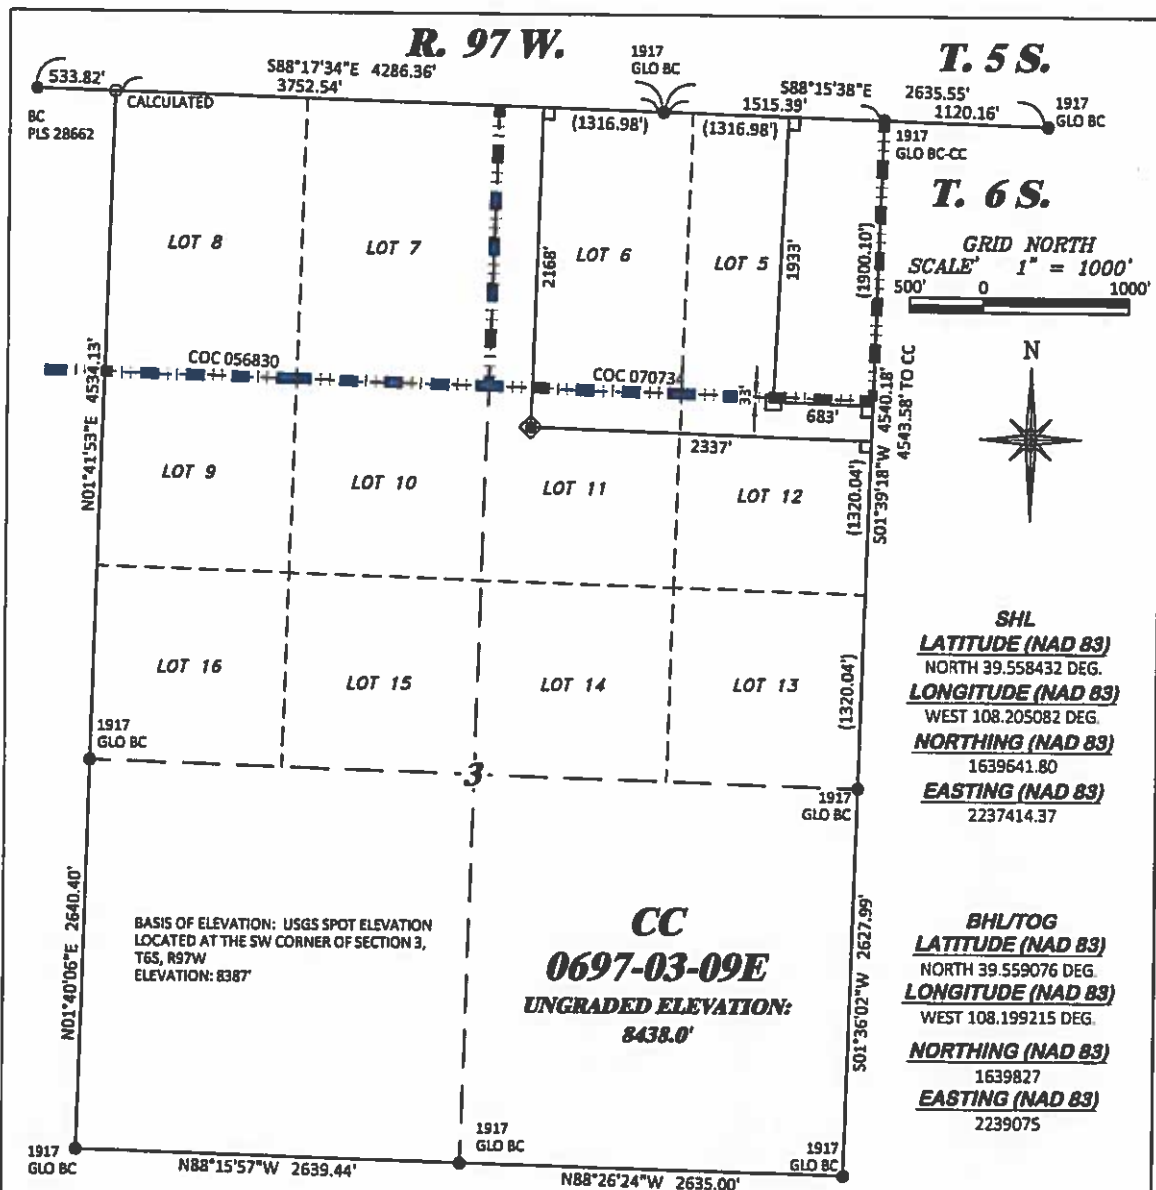 R. 97 W.
T. 5 S.
1917
GLO BC
S88°17'34"E 4286.36'
533.82'
3752.54'
CALCULATED
BC
PLS 28662
S88°15'38"E 2635.55'
1515.39'
1120.16'
1917
GLO BC
(1316.98')
(1316.98')
1917
GLO BC-CC
T. 6 S.
GRID NORTH
SCALE' 1" = 1000'
500' 0 1000'
N
LOT 8
LOT 7
LOT 6
LOT 5
2168'
1933'
(1900.10')
COC 056830
COC 07073
33'
683'
2337'
N01°41'53"E 4534.13'
S01°39'18"W 4540.18'
4543.58' TO CC
(1320.04')
LOT 9
LOT 10
LOT 11
LOT 12
LOT 16
LOT 15
LOT 14
LOT 13
(1320.04')
1917
GLO BC
3
1917
GLO BC
SHL
LATITUDE (NAD 83)
NORTH 39.558432 DEG.
LONGITUDE (NAD 83)
WEST 108.205082 DEG.
NORTHING (NAD 83)
1639641.80
EASTING (NAD 83)
2237414.37
N01°40'06"E 2640.40'
BASIS OF ELEVATION: USGS SPOT ELEVATION
LOCATED AT THE SW CORNER OF SECTION 3,
T6S, R97W
ELEVATION: 8387'
CC
0697-03-09E
UNGRADED ELEVATION:
8438.0'
S01°36'02"W 2627.99'
BHL/TOG
LATITUDE (NAD 83)
NORTH 39.559076 DEG.
LONGITUDE (NAD 83)
WEST 108.199215 DEG.
NORTHING (NAD 83)
1639827
EASTING (NAD 83)
2239075
1917
GLO BC
N88°15'57"W 2639.44'
1917
GLO BC
N88°26'24"W 2635.00'
1917
GLO BC